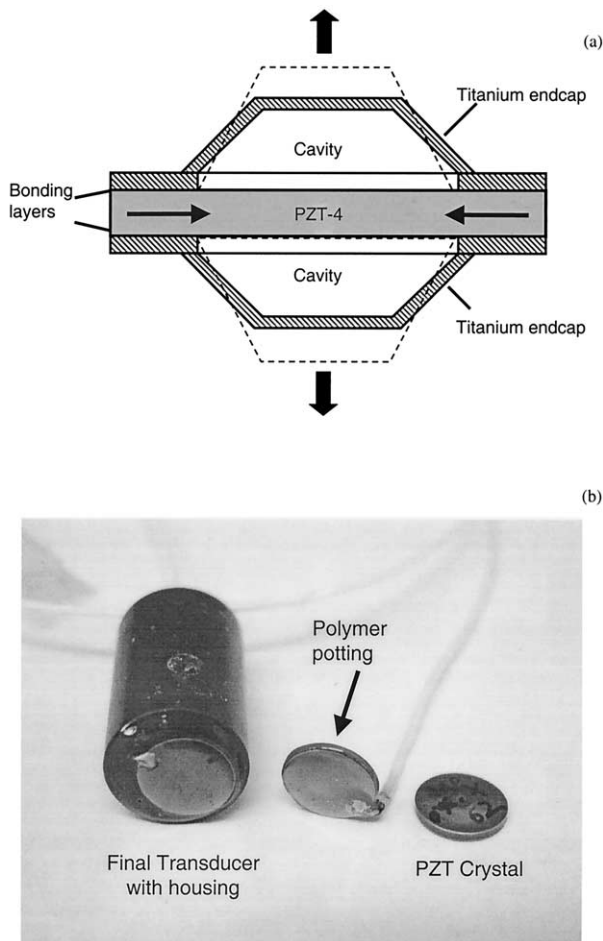 (a)
Titanium endcap
Cavity
Bonding
layers
PZT-4
Cavity
Titanium endcap
(b)
Polymer
potting
Final Transducer
with housing
PZT Crystal